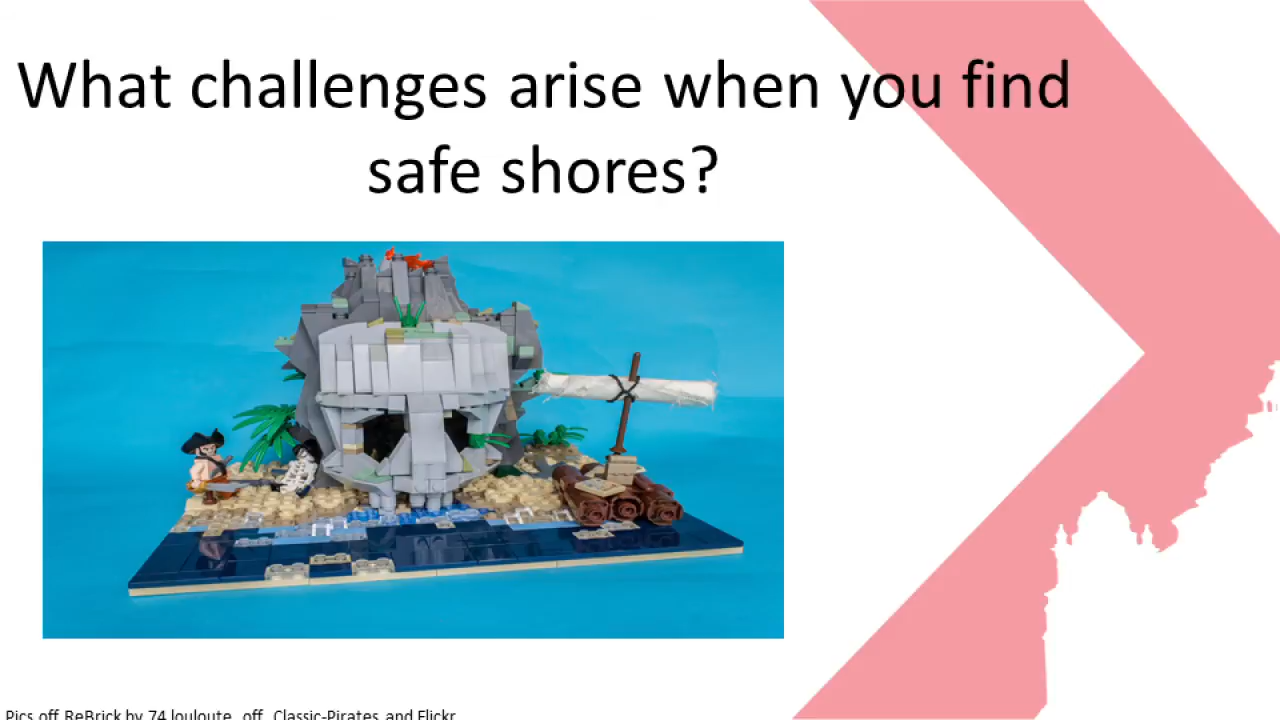 What challenges arise when you find
safe shores?
Pics off ReBrick by 74 louloute, off Classic-Pirates and Flickr